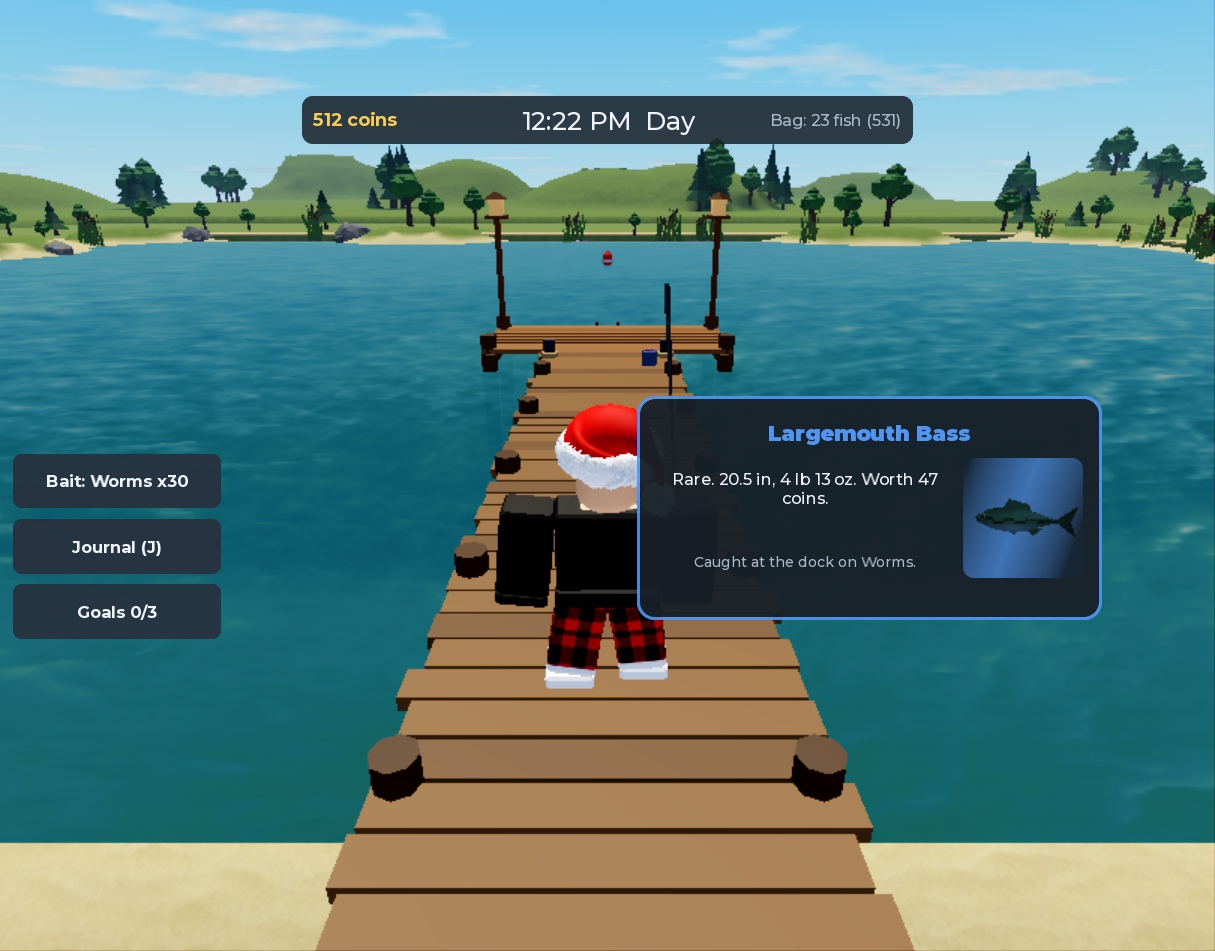 512 coins
12:22 PM Day
Bag: 23 fish (531)
Largemouth Bass
Rare. 20.5 in, 4 lb 13 oz. Worth 47
coins.
Caught at the dock on Worms.
Bait: Worms x30
Journal (J)
Goals 0/3